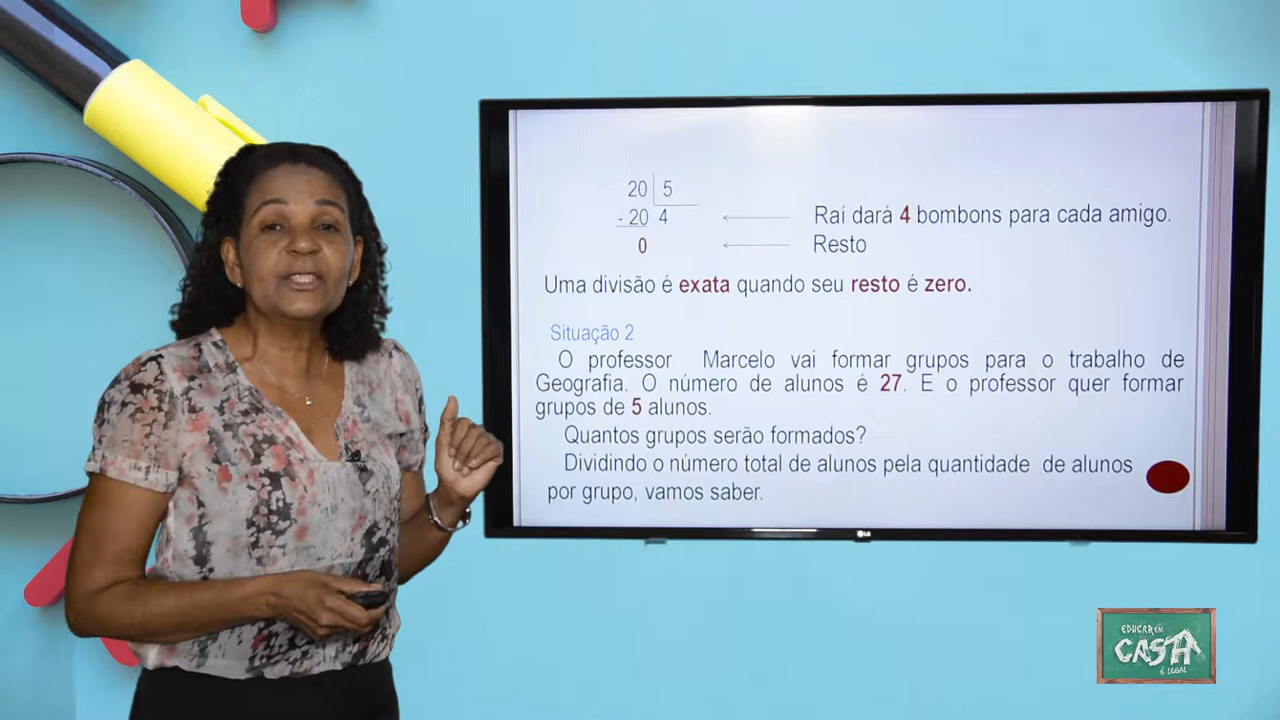 20 5
- 20 4
Raí dará 4 bombons para cada amigo.
0
Resto
Uma divisão é exata quando seu resto é zero.
Situação 2
O professor Marcelo vai formar grupos para o trabalho de
Geografia. O número de alunos é 27. E o professor quer formar
grupos de 5 alunos.
Quantos grupos serão formados?
Dividindo o número total de alunos pela quantidade de alunos
por grupo, vamos saber.
LG
EDUCAR EM
CASA
É LEGAL